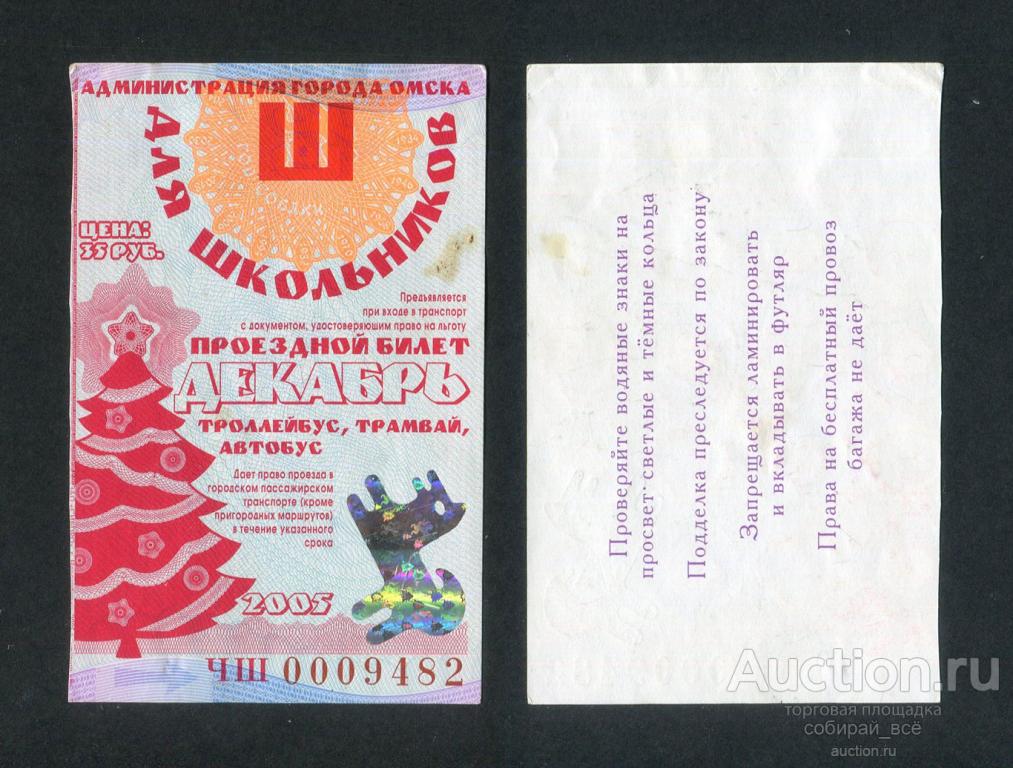 АДМИНИСТРАЦИЯ ГОРОДА ОМСКА
Ш
ДЛЯ ШКОЛЬНИКОВ
ЦЕНА:
35 РУБ.
Предъявляется
при входе в транспорт
с документом, удостоверяющим право на льготу
ПРОЕЗДНОЙ БИЛЕТ
ДЕКАБРЬ
ТРОЛЛЕЙБУС, ТРАМВАЙ,
АВТОБУС
Дает право проезда в
городском пассажирском
транспорте (кроме
пригородных маршрутов)
в течение указанного
срока
2005
ЧШ 0009482
Проверяйте водяные знаки на
просвет-светлые и тёмные кольца
Подделка преследуется по закону
Запрещается ламинировать
и вкладывать в футляр
Права на бесплатный провоз
багажа не даёт
Auction.ru
торговая площадка
собирай_всё
auction.ru